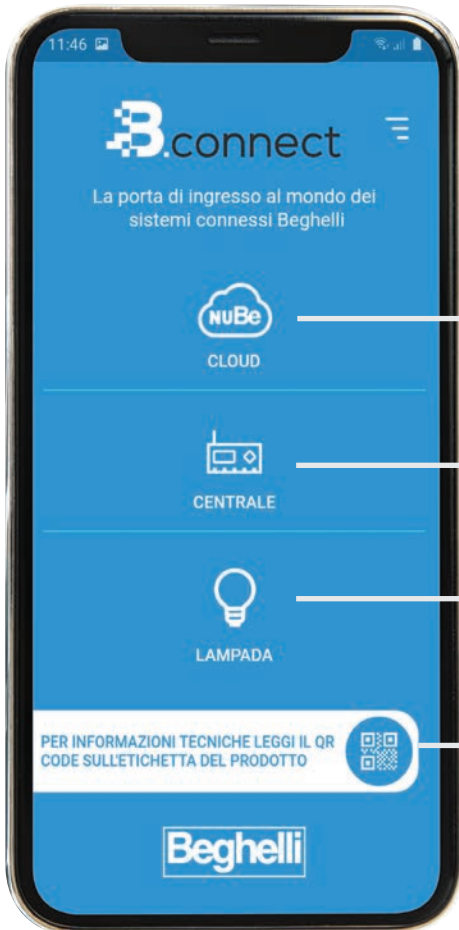 11:46
B.connect
La porta di ingresso al mondo dei
sistemi connessi Beghelli
NUBe
CLOUD
CENTRALE
LAMPADA
PER INFORMAZIONI TECNICHE LEGGI IL QR
CODE SULL'ETICHETTA DEL PRODOTTO
Beghelli